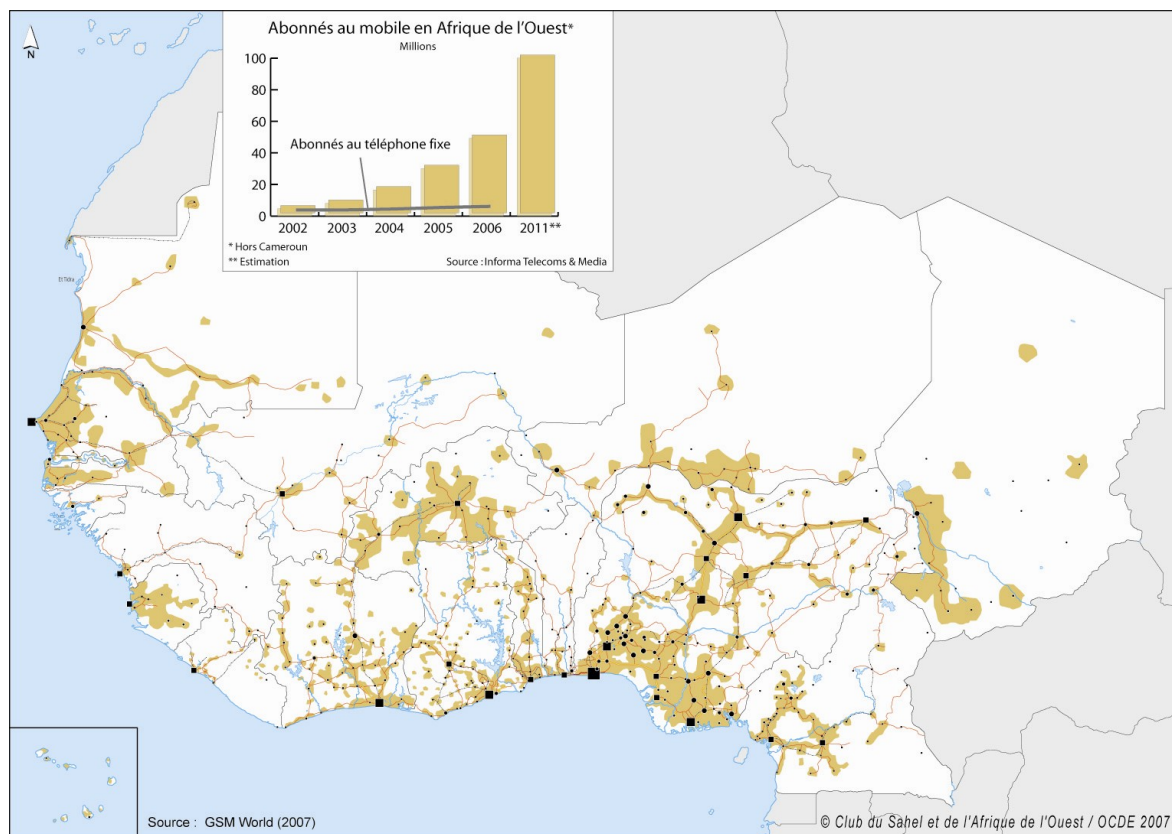 N
Abonnés au mobile en Afrique de l'Ouest*
Millions
100
80
60
40
20
0
Abonnés au téléphone fixe
2002 2003 2004 2005 2006 2011**
* Hors Cameroun
** Estimation
Source : Informa Telecoms & Media
El Tidra
Source : GSM World (2007)
© Club du Sahel et de l'Afrique de l'Ouest / OCDE 2007